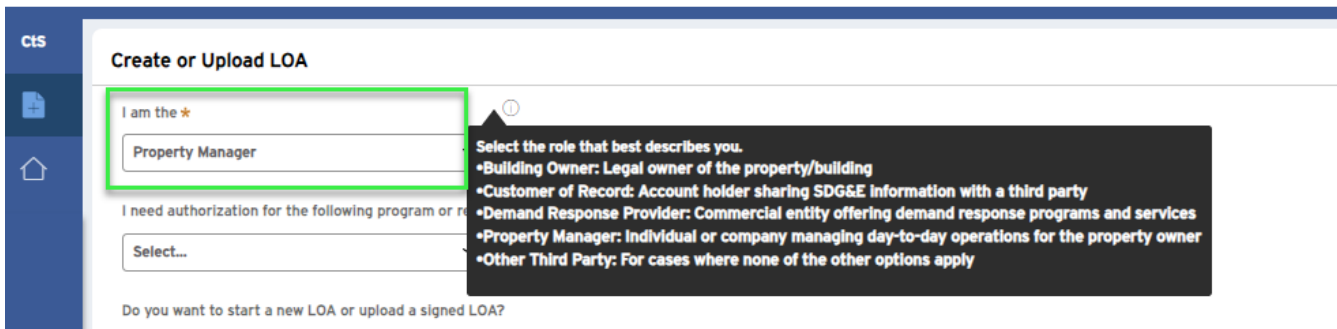 CtS
Create or Upload LOA
I am the *
Property Manager
Select the role that best describes you.
•Building Owner: Legal owner of the property/building
•Customer of Record: Account holder sharing SDG&E information with a third party
•Demand Response Provider: Commercial entity offering demand response programs and services
•Property Manager: Individual or company managing day-to-day operations for the property owner
•Other Third Party: For cases where none of the other options apply
I need authorization for the following program or re
Select...
Do you want to start a new LOA or upload a signed LOA?